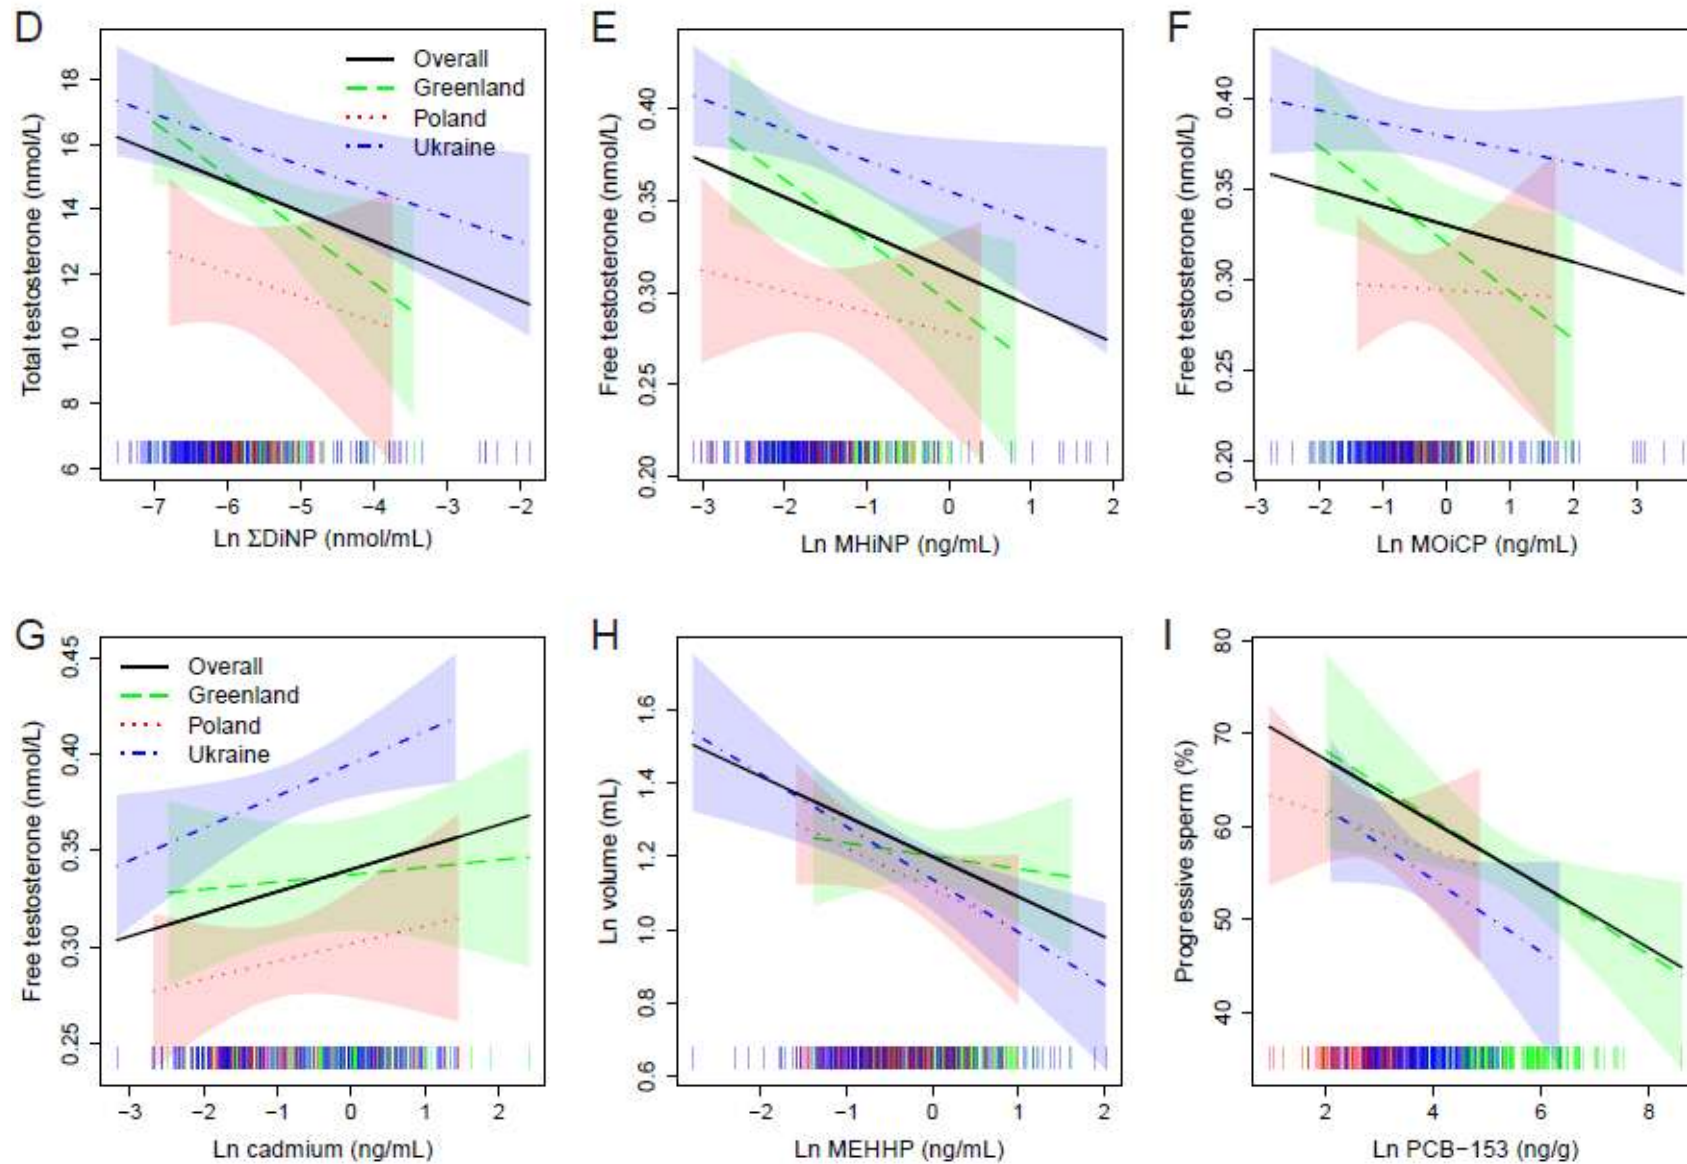 D
Total testosterone (nmol/L)
6 8 10 12 14 16 18
Overall
Greenland
Poland
Ukraine
−7 −6 −5 −4 −3 −2
Ln ΣDiNP (nmol/mL)
E
Free testosterone (nmol/L)
0.20 0.25 0.30 0.35 0.40
−3 −2 −1 0 1 2
Ln MHiNP (ng/mL)
F
Free testosterone (nmol/L)
0.20 0.25 0.30 0.35 0.40
−3 −2 −1 0 1 2 3
Ln MOiCP (ng/mL)
G
Free testosterone (nmol/L)
0.25 0.30 0.35 0.40 0.45
Overall
Greenland
Poland
Ukraine
−3 −2 −1 0 1 2
Ln cadmium (ng/mL)
H
Ln volume (mL)
0.6 0.8 1.0 1.2 1.4 1.6
−2 −1 0 1 2
Ln MEHHP (ng/mL)
I
Progressive sperm (%)
40 50 60 70 80
2 4 6 8
Ln PCB−153 (ng/g)